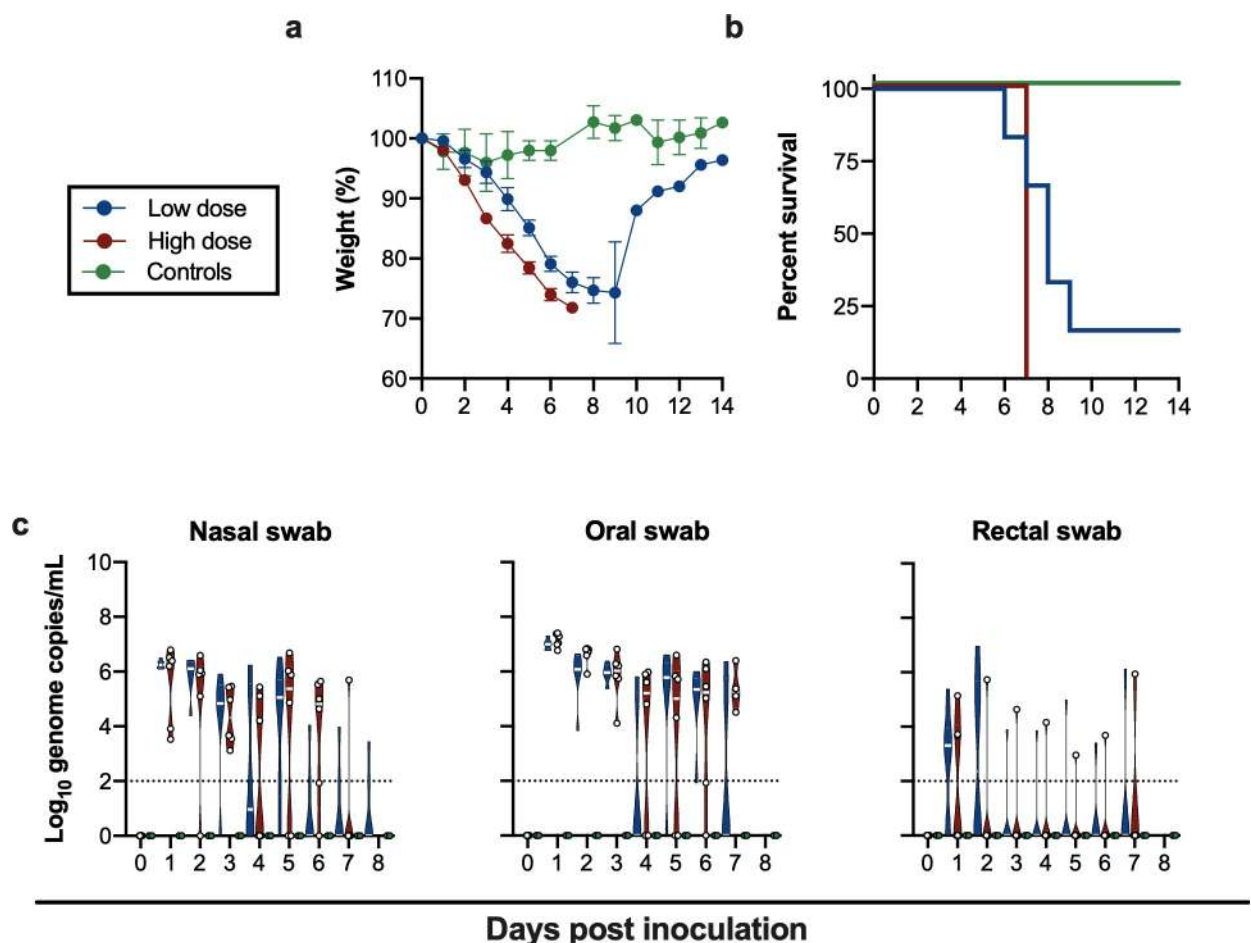 a
b
Low dose
High dose
Controls
Weight (%)
110
100
90
80
70
60
0 2 4 6 8 10 12 14
Percent survival
100
75
50
25
0
0 2 4 6 8 10 12 14
c
Nasal swab
Oral swab
Rectal swab
Log10 genome copies/mL
10
8
6
4
2
0
0 1 2 3 4 5 6 7 8
0 1 2 3 4 5 6 7 8
0 1 2 3 4 5 6 7 8
Days post inoculation